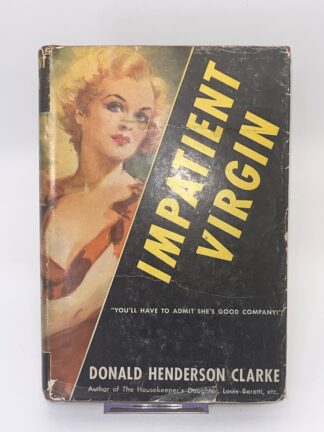 IMPATIENT
VIRGIN
"YOU'LL HAVE TO ADMIT SHE'S GOOD COMPANY!"
DONALD HENDERSON CLARKE
Author of The Housekeeper's Daughter, Louis Beretti, etc.